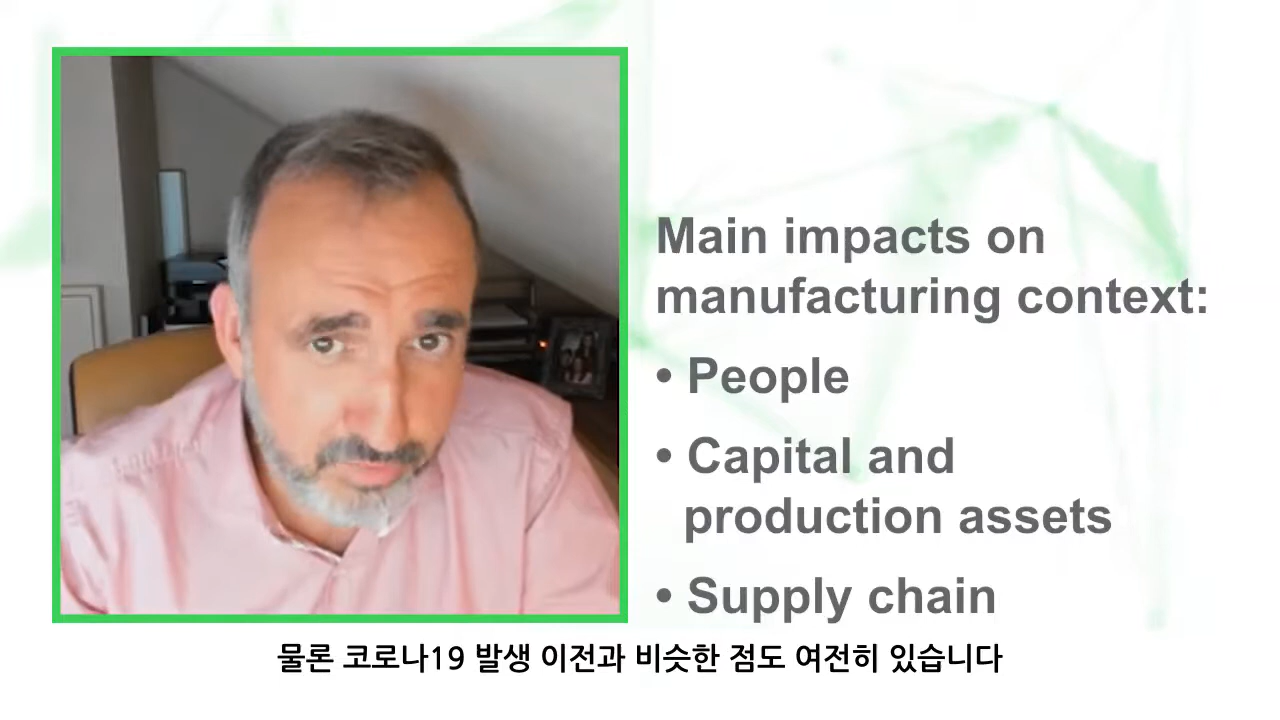 Main impacts on
manufacturing context:
• People
• Capital and
production assets
• Supply chain
물론 코로나19 발생 이전과 비슷한 점도 여전히 있습니다